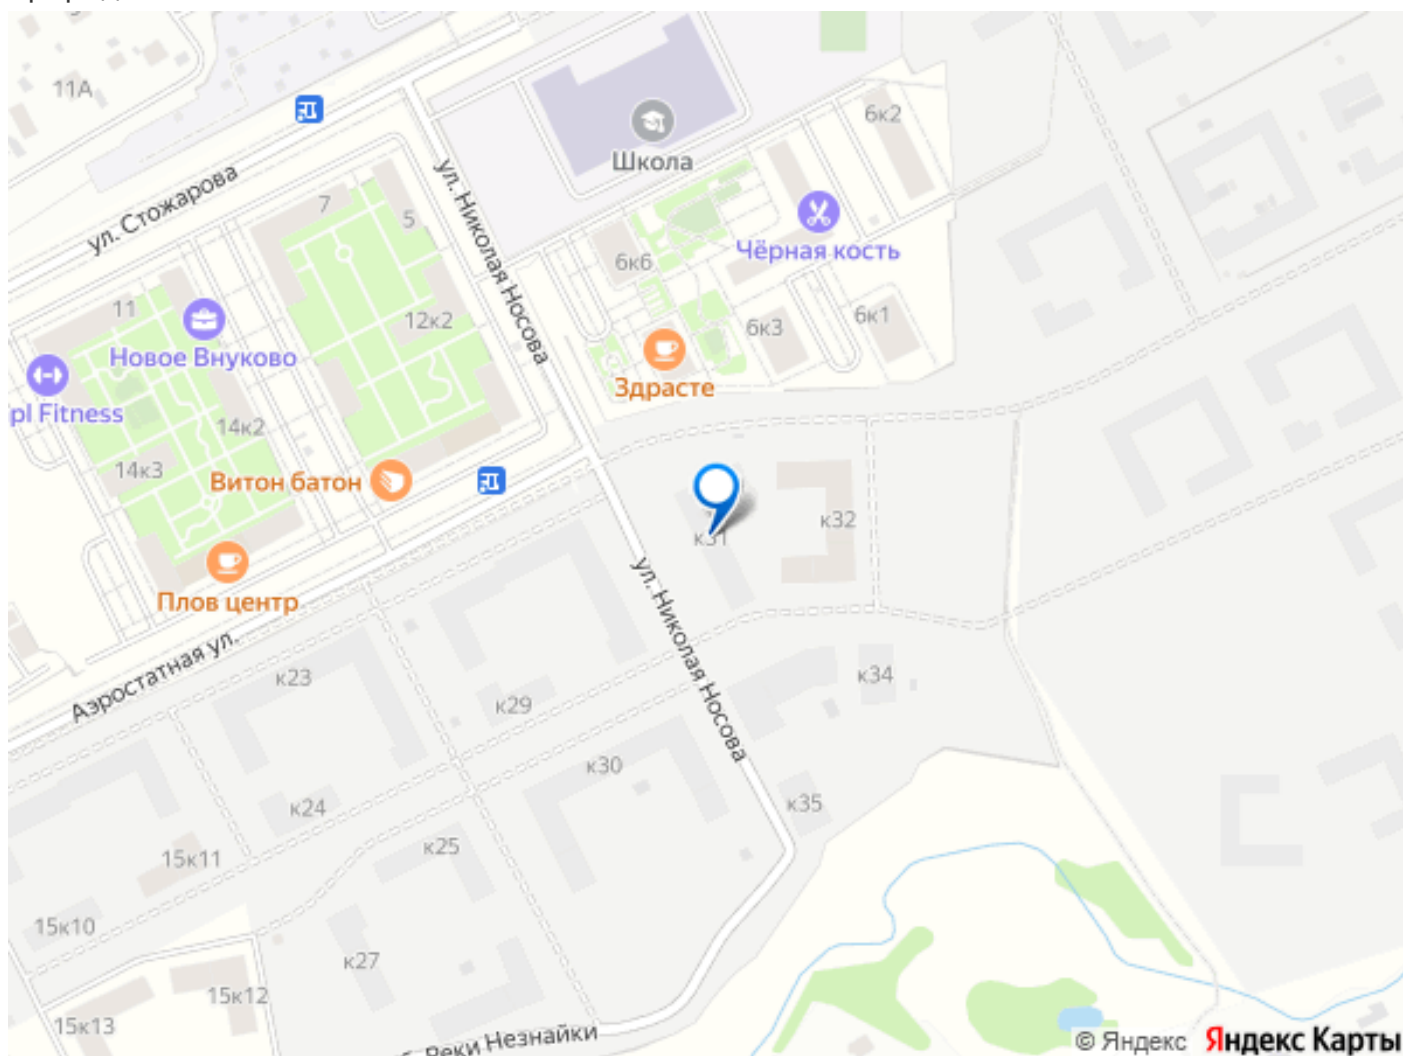 11А
6к2
Школа
ул. Стожарова
7
5
ул. Николая Носова
Чёрная кость
6к6
11
12к2
6к3
6к1
Новое Внуково
Здрасте
pl Fitness
14к2
14к3
Витон батон
к31
к32
Плов центр
ул. Николая Носова
Аэростатная ул.
к23
к29
к34
к30
к24
к35
к25
15к11
15к10
к27
15к12
15к13
Реки Незнайки
© Яндекс Яндекс Карты